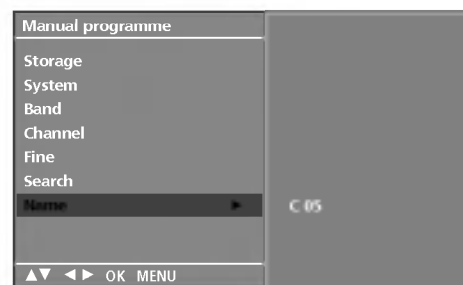 Manual programme
Storage
System
Band
Channel
Fine
Search
Name ►
C 05
▲▼ ◄► OK MENU